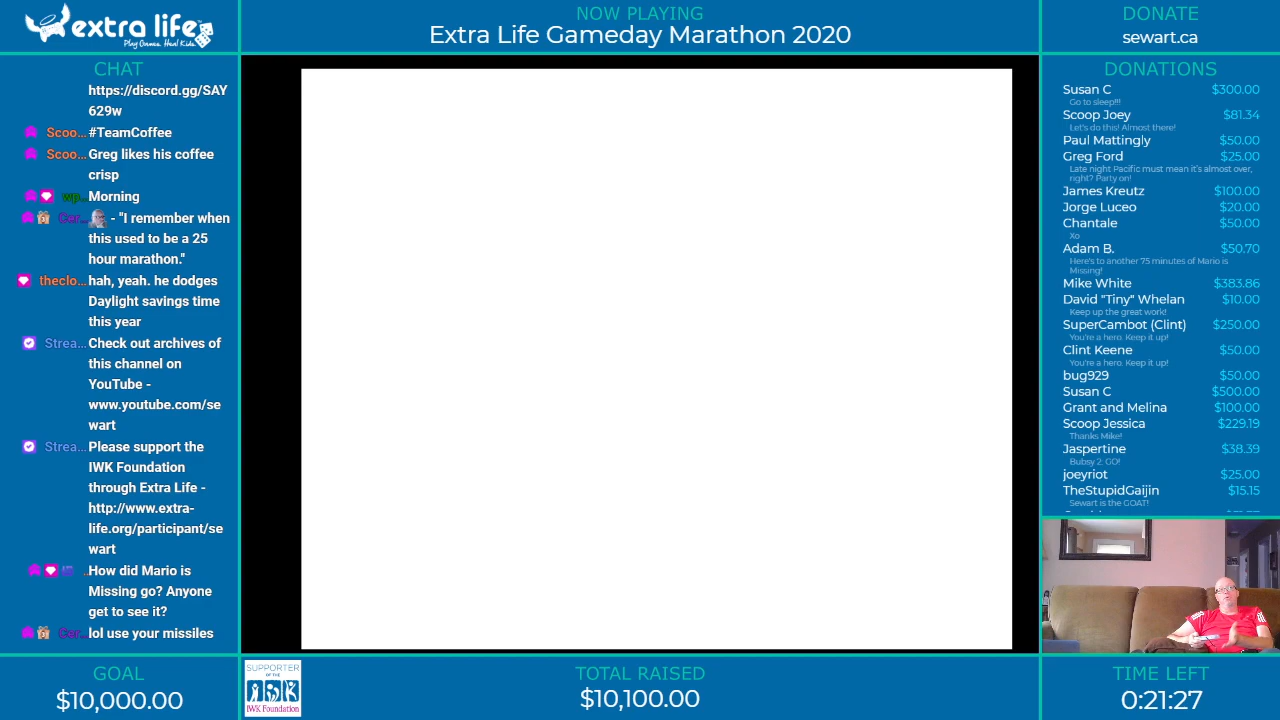 extra life
Play Games. Heal Kids.
NOW PLAYING
Extra Life Gameday Marathon 2020
DONATE
sewart.ca
CHAT
https://discord.gg/SAY
629w
Scoo... #TeamCoffee
Scoo... Greg likes his coffee
crisp
wp... Morning
Cer... - "I remember when
this used to be a 25
hour marathon."
theclo... hah, yeah. he dodges
Daylight savings time
this year
Strea... Check out archives of
this channel on
YouTube -
www.youtube.com/se
wart
Strea... Please support the
IWK Foundation
through Extra Life -
http://www.extra-
life.org/participant/se
wart
How did Mario is
Missing go? Anyone
get to see it?
Cer... lol use your missiles
DONATIONS
Susan C $300.00
Go to sleep!!!
Scoop Joey $81.34
Let's do this! Almost there!
Paul Mattingly $50.00
Greg Ford $25.00
Late night Pacific must mean it's almost over,
right? Party on!
James Kreutz $100.00
Jorge Luceo $20.00
Chantale $50.00
Xo
Adam B. $50.70
Here's to another 75 minutes of Mario is
Missing!
Mike White $383.86
David "Tiny" Whelan $10.00
Keep up the great work!
SuperCambot (Clint) $250.00
You're a hero. Keep it up!
Clint Keene $50.00
You're a hero. Keep it up!
bug929 $50.00
Susan C $500.00
Grant and Melina $100.00
Scoop Jessica $229.19
Thanks Mike!
Jaspertine $38.39
Bubsy 2: GO!
joeyriot $25.00
TheStupidGaijin $15.15
Sewart is the GOAT!
GOAL
$10,000.00
SUPPORTER
OF THE
IWK
IWK Foundation
TOTAL RAISED
$10,100.00
TIME LEFT
0:21:27